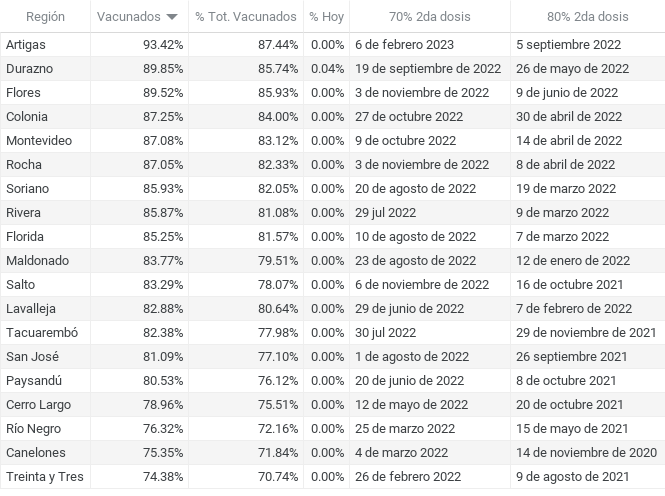 Región Vacunados % Tot. Vacunados % Hoy 70% 2da dosis 80% 2da dosis
Artigas 93.42% 87.44% 0.00% 6 de febrero 2023 5 septiembre 2022
Durazno 89.85% 85.74% 0.04% 19 de septiembre de 2022 26 de mayo de 2022
Flores 89.52% 85.93% 0.00% 3 de noviembre de 2022 9 de junio de 2022
Colonia 87.25% 84.00% 0.00% 27 de octubre de 2022 30 de abril de 2022
Montevideo 87.08% 83.12% 0.00% 9 de octubre de 2022 14 de abril de 2022
Rocha 87.05% 82.33% 0.00% 3 de noviembre de 2022 8 de abril de 2022
Soriano 85.93% 82.05% 0.00% 20 de agosto de 2022 19 de marzo 2022
Rivera 85.87% 81.08% 0.00% 29 jul 2022 9 de marzo 2022
Florida 85.25% 81.57% 0.00% 10 de agosto de 2022 7 de marzo 2022
Maldonado 83.77% 79.51% 0.00% 23 de agosto de 2022 12 de enero de 2022
Salto 83.29% 78.07% 0.00% 6 de noviembre de 2022 16 de octubre 2021
Lavalleja 82.88% 80.64% 0.00% 29 de junio de 2022 7 de febrero de 2022
Tacuarembó 82.38% 77.98% 0.00% 30 jul 2022 29 de noviembre de 2021
San José 81.09% 77.10% 0.00% 1 de agosto de 2022 26 septiembre 2021
Paysandú 80.53% 76.12% 0.00% 20 de junio de 2022 8 de octubre 2021
Cerro Largo 78.96% 75.51% 0.00% 12 de mayo de 2022 20 de octubre 2021
Río Negro 76.32% 72.16% 0.00% 25 de marzo 2022 15 de mayo de 2021
Canelones 75.35% 71.84% 0.00% 4 de marzo 2022 14 de noviembre de 2020
Treinta y Tres 74.38% 70.74% 0.00% 26 de febrero 2022 9 de agosto de 2021